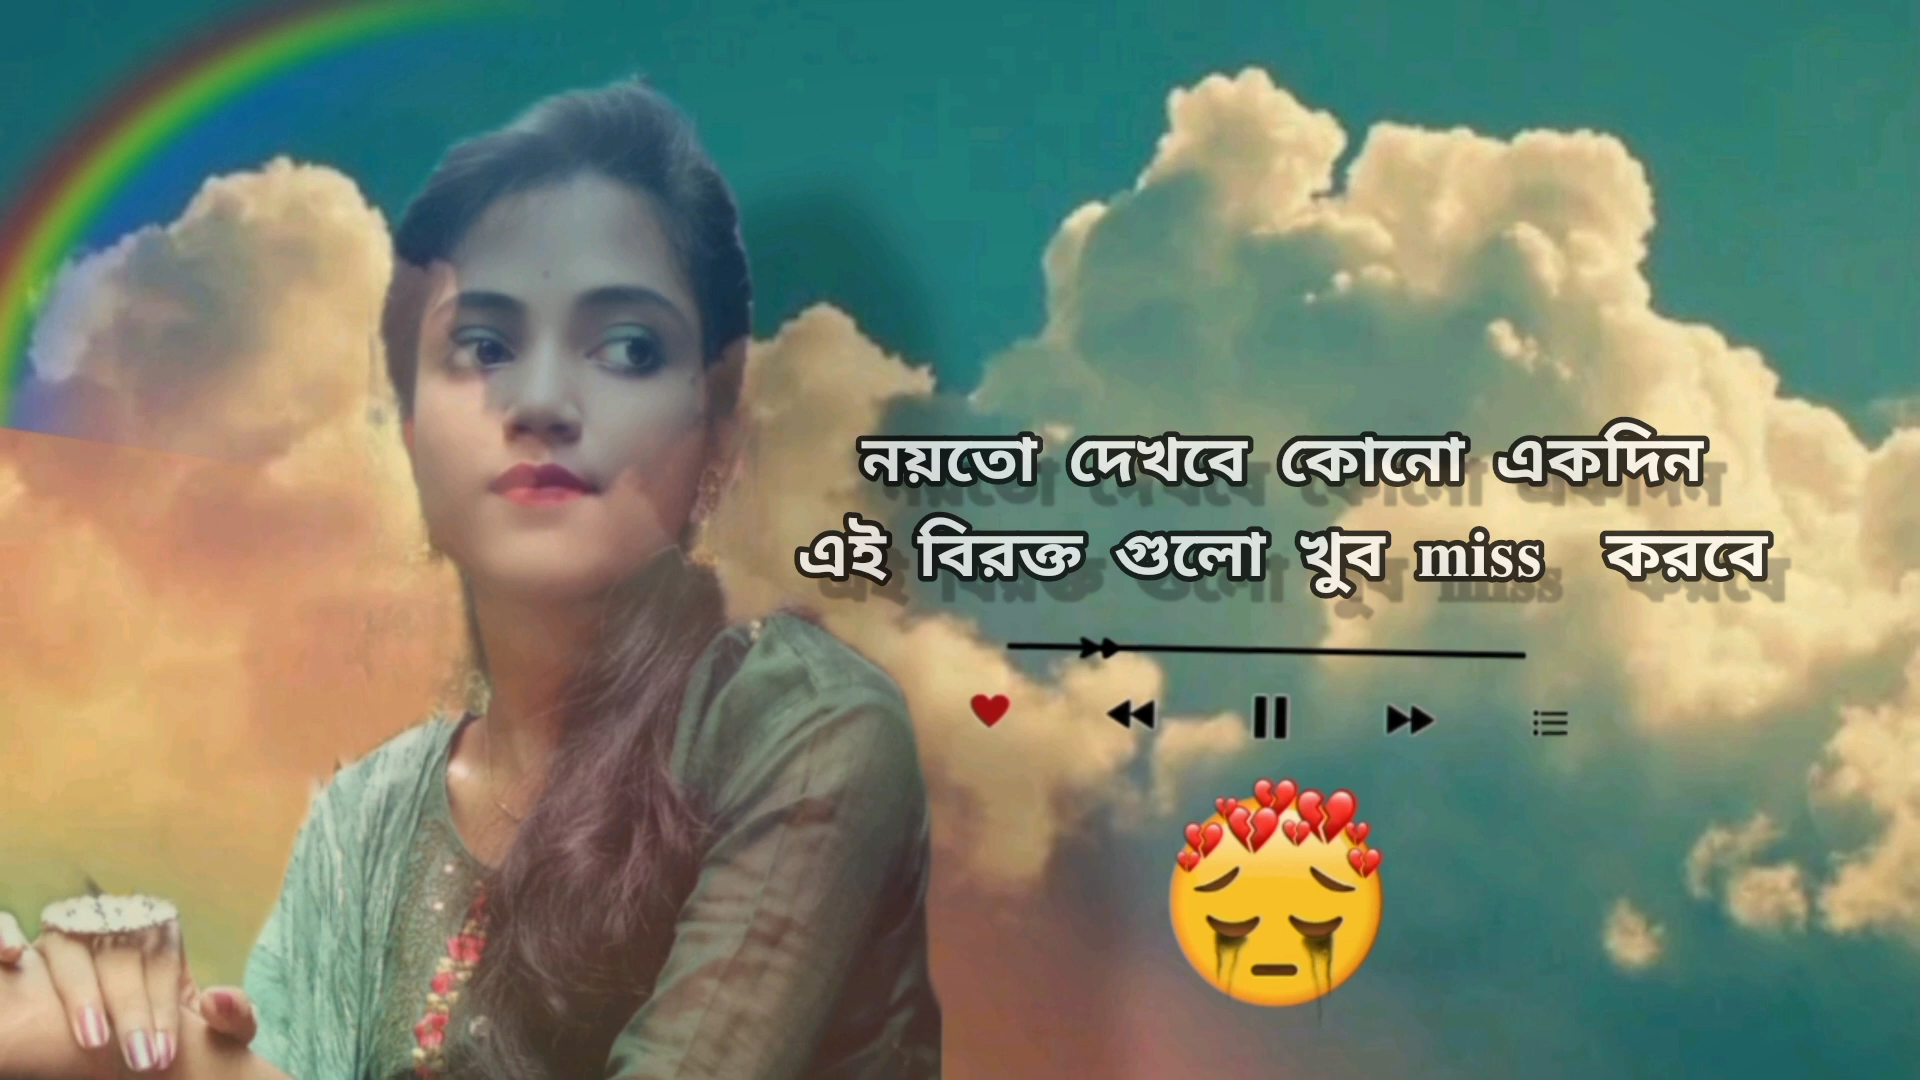 নয়তো দেখবে কোনো একদিন
এই বিরক্ত গুলো খুব miss করবে